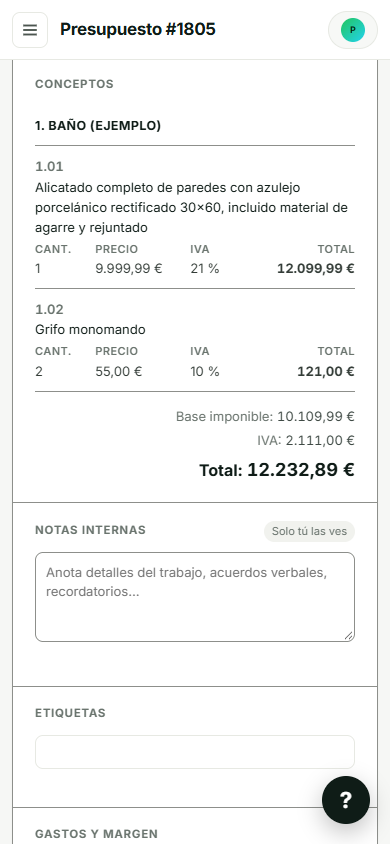 Presupuesto #1805
P
CONCEPTOS
1. BAÑO (EJEMPLO)
1.01
Alicatado completo de paredes con azulejo
porcelánico rectificado 30×60, incluido material de
agarre y rejuntado
CANT. PRECIO IVA TOTAL
1 9.999,99 € 21 % 12.099,99 €
1.02
Grifo monomando
CANT. PRECIO IVA TOTAL
2 55,00 € 10 % 121,00 €
Base imponible: 10.109,99 €
IVA: 2.111,00 €
Total: 12.232,89 €
NOTAS INTERNAS Solo tú las ves
Anota detalles del trabajo, acuerdos verbales,
recordatorios...
ETIQUETAS
?
GASTOS Y MARGEN